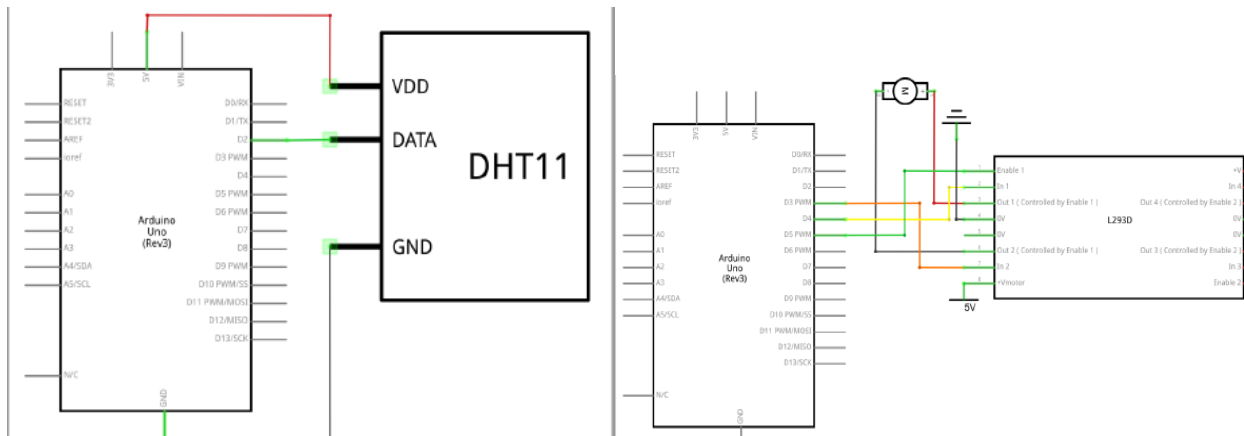 3V3
5V
VIN
RESET
RESET2
AREF
ioref
A0
A1
A2
A3
A4/SDA
A5/SCL
N/C
Arduino
Uno
(Rev3)
D0/RX
D1/TX
D2
D3 PWM
D4
D5 PWM
D6 PWM
D7
D8
D9 PWM
D10 PWM/SS
D11 PWM/MOSI
D12/MISO
D13/SCK
GND
VDD
DATA
GND
DHT11
3V3
5V
VIN
RESET
RESET2
AREF
ioref
A0
A1
A2
A3
A4/SDA
A5/SCL
N/C
Arduino
Uno
(Rev3)
D0/RX
D1/TX
D2
D3 PWM
D4
D5 PWM
D6 PWM
D7
D8
D9 PWM
D10 PWM/SS
D11 PWM/MOSI
D12/MISO
D13/SCK
GND
M
5V
Enable 1
In 1
Out 1 ( Controlled by Enable 1 )
0V
0V
Out 2 ( Controlled by Enable 1 )
In 2
+Vmotor
L293D
+V
In 4
Out 4 ( Controlled by Enable 2 )
0V
0V
Out 3 ( Controlled by Enable 2 )
In 3
Enable 2